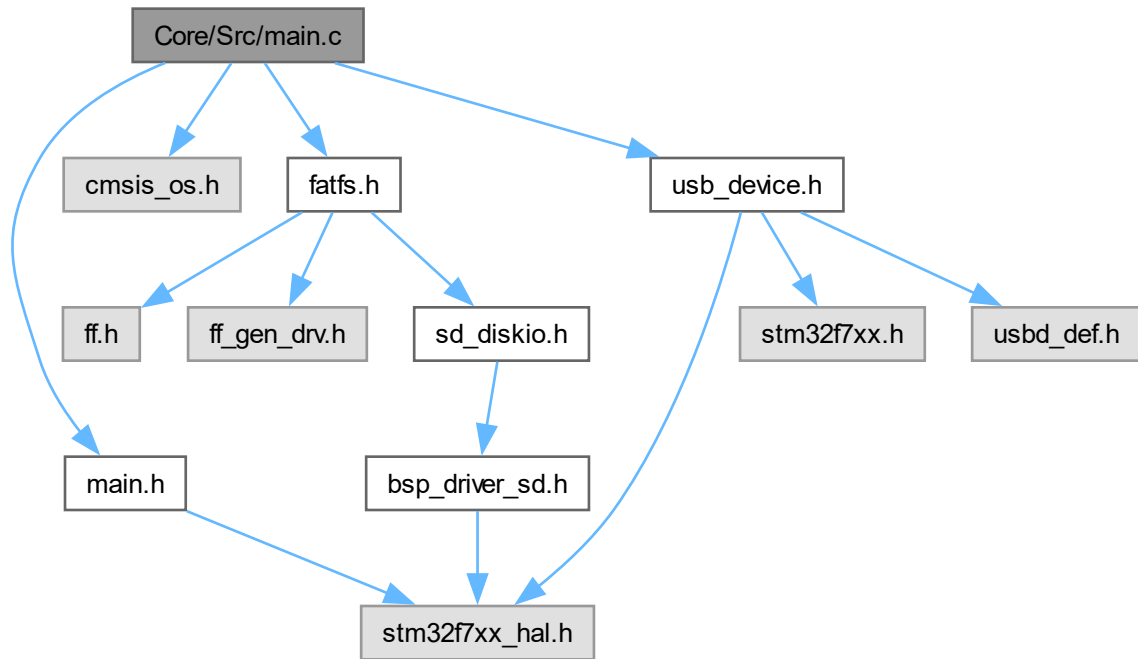 Core/Src/main.c
cmsis_os.h
fatfs.h
usb_device.h
ff.h
ff_gen_drv.h
sd_diskio.h
stm32f7xx.h
usbd_def.h
main.h
bsp_driver_sd.h
stm32f7xx_hal.h